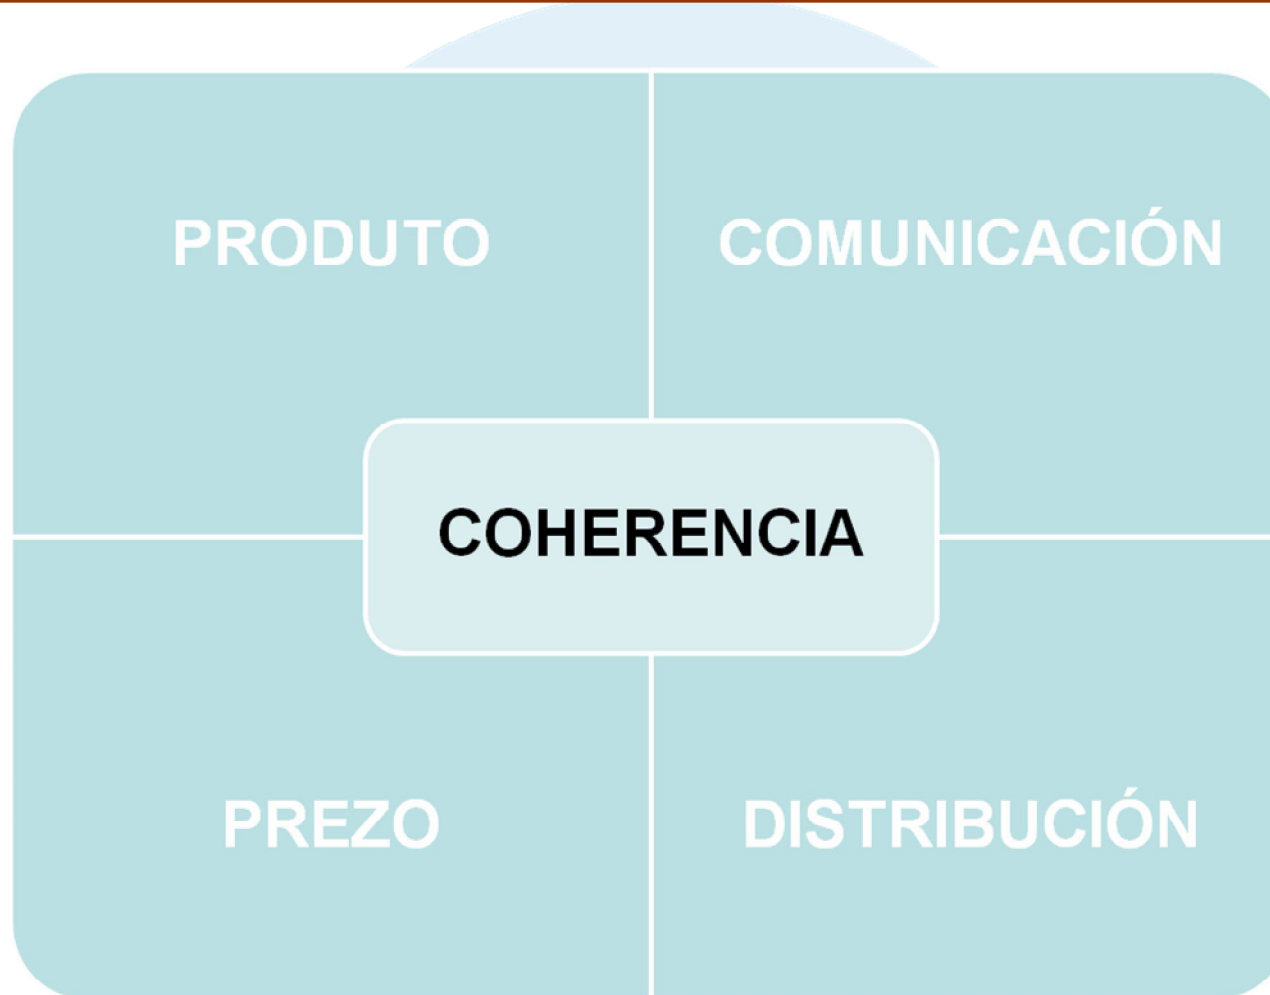 PRODUTO
COMUNICACIÓN
COHERENCIA
PREZO
DISTRIBUCIÓN